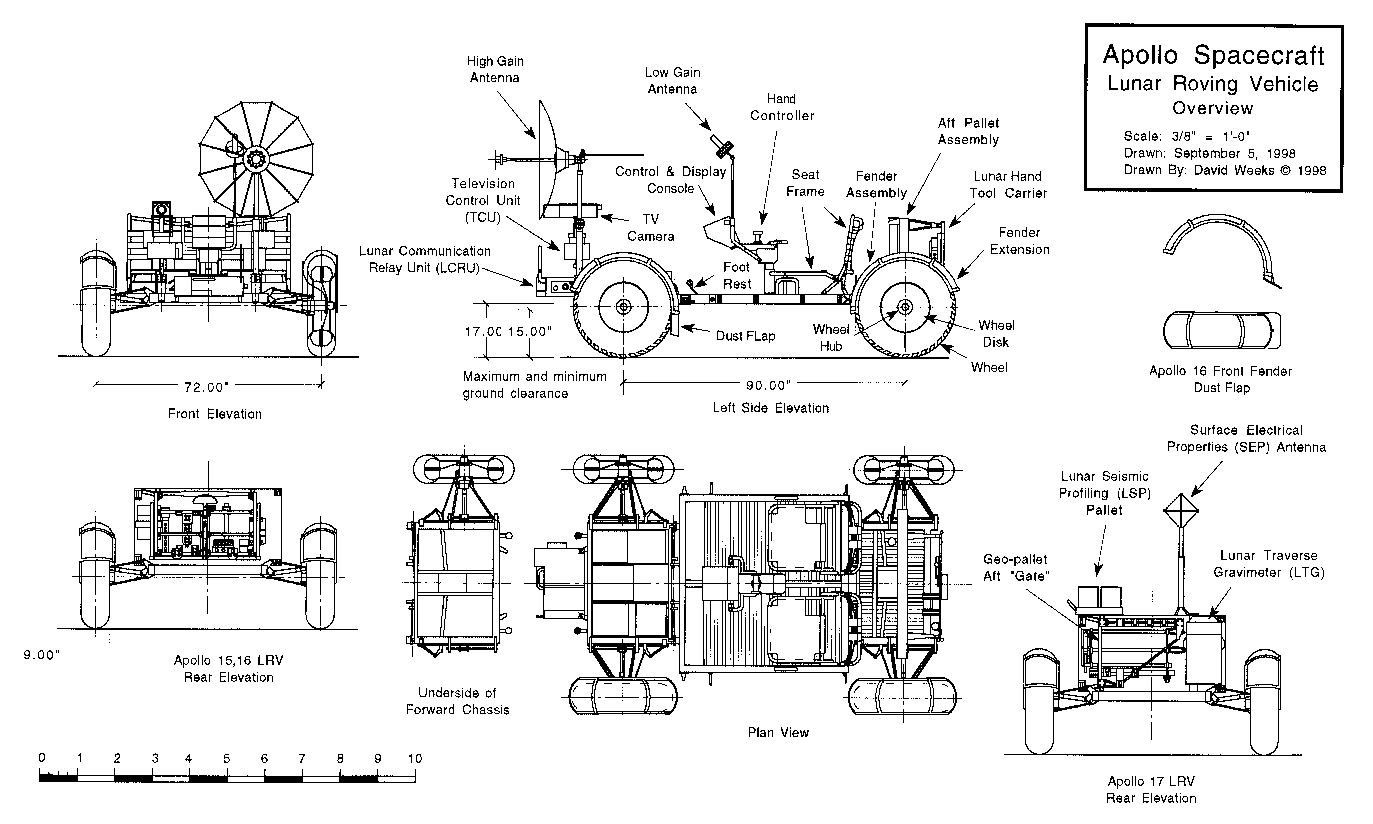 Apollo Spacecraft
Lunar Roving Vehicle
Overview
Scale: 3/8" = 1'-0"
Drawn: September 5, 1998
Drawn By: David Weeks © 1998
High Gain
Antenna
Low Gain
Antenna
Hand
Controller
Aft Pallet
Assembly
Control & Display
Console
Seat
Frame
Fender
Assembly
Lunar Hand
Tool Carrier
Television
Control Unit
(TCU)
TV
Camera
Fender
Extension
Lunar Communication
Relay Unit (LCRU)
Foot
Rest
17.00
15.00"
Dust FLap
Wheel
Hub
Wheel
Disk
Wheel
Maximum and minimum
ground clearance
72.00"
90.00"
Front Elevation
Left Side Elevation
Apollo 16 Front Fender
Dust Flap
Surface Electrical
Properties (SEP) Antenna
Lunar Seismic
Profiling (LSP)
Pallet
Geo-pallet
Aft "Gate"
Lunar Traverse
Gravimeter (LTG)
9.00"
Apollo 15,16 LRV
Rear Elevation
Underside of
Forward Chassis
Plan View
0 1 2 3 4 5 6 7 8 9 10
Apollo 17 LRV
Rear Elevation